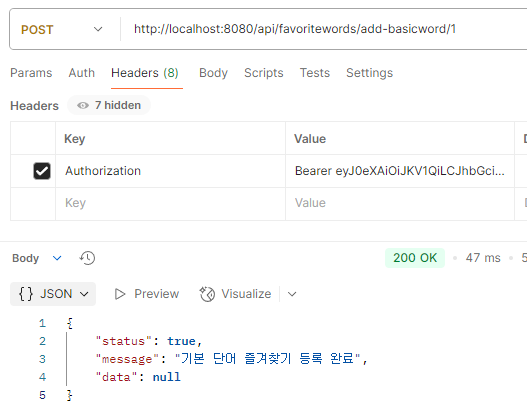 POST http://localhost:8080/api/favoritewords/add-basicword/1
Params Auth Headers (8) Body Scripts Tests Settings
Headers 7 hidden
Key Value
Authorization Bearer eyJ0eXAiOiJKV1QiLCJhbGci...
Key Value
Body 200 OK • 47 ms • 5
{} JSON Preview Visualize
1 {
2 "status": true,
3 "message": "기본 단어 즐겨찾기 등록 완료",
4 "data": null
5 }